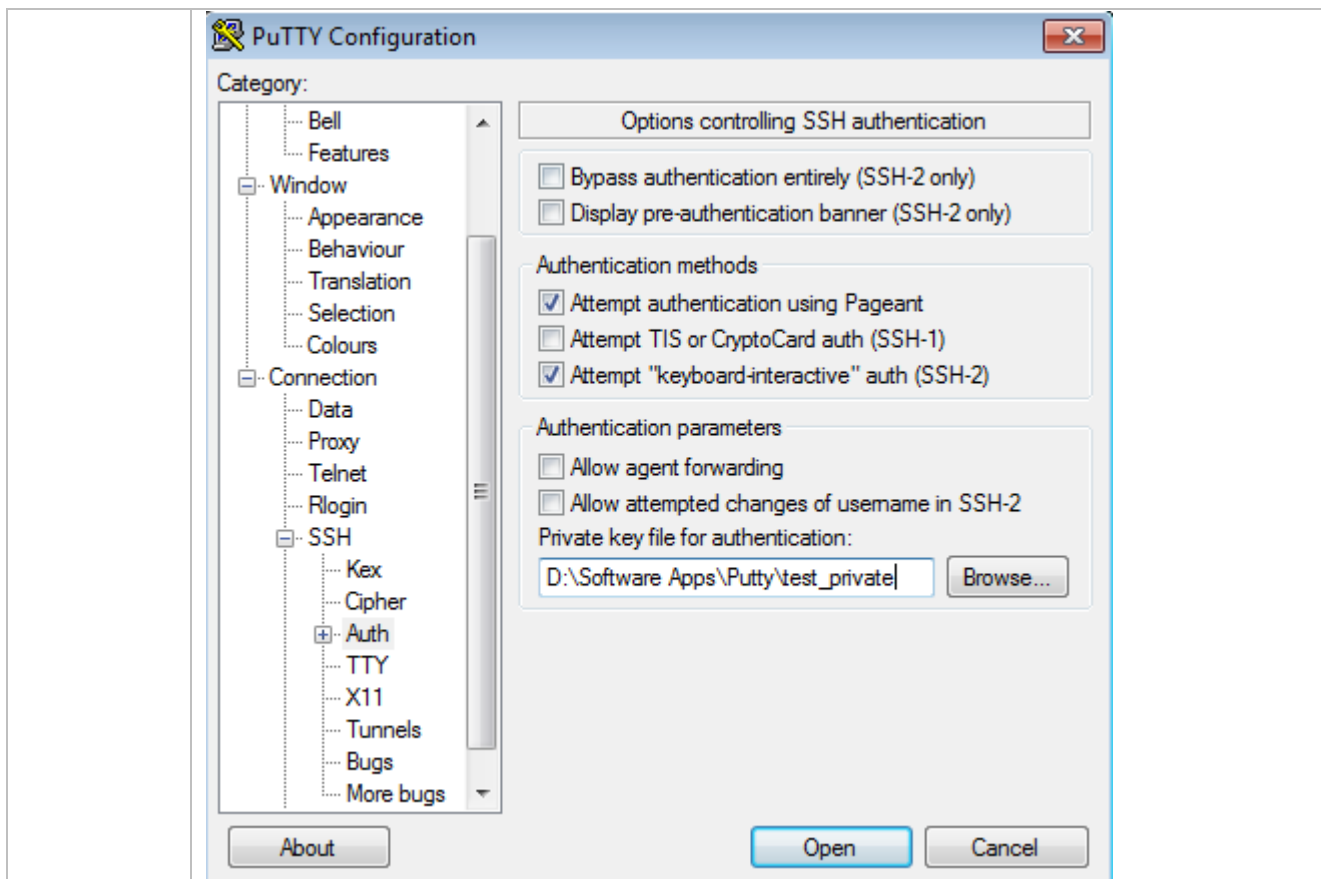 PuTTY Configuration
Category:
Bell
Features
Window
Appearance
Behaviour
Translation
Selection
Colours
Connection
Data
Proxy
Telnet
Rlogin
SSH
Kex
Cipher
Auth
TTY
X11
Tunnels
Bugs
More bugs
Options controlling SSH authentication
Bypass authentication entirely (SSH-2 only)
Display pre-authentication banner (SSH-2 only)
Authentication methods
Attempt authentication using Pageant
Attempt TIS or CryptoCard auth (SSH-1)
Attempt "keyboard-interactive" auth (SSH-2)
Authentication parameters
Allow agent forwarding
Allow attempted changes of username in SSH-2
Private key file for authentication:
D:\Software Apps\Putty\test_private
Browse...
About
Open
Cancel